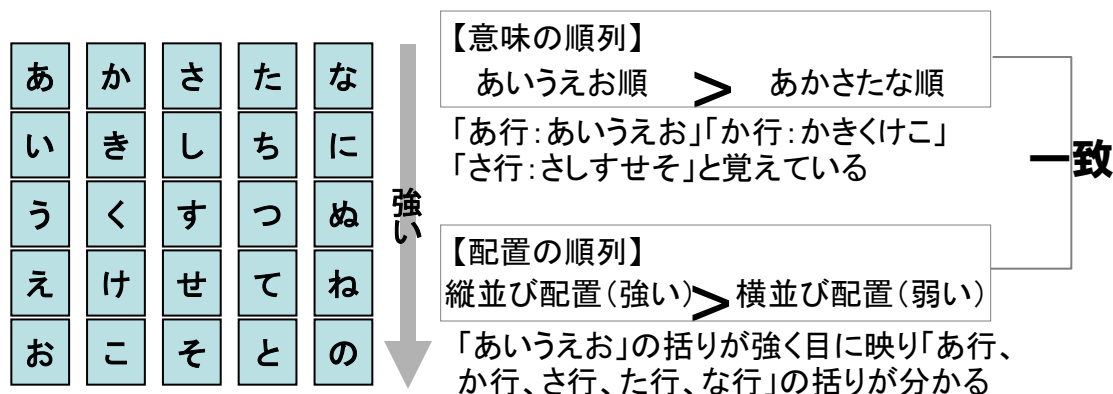 あ か さ た な
い き し ち に
う く す つ ぬ
え け せ て ね
お こ そ と の
強い
【意味の順列】
あいうえお順 > あかさたな順
「あ行:あいうえお」「か行:かきくけこ」
「さ行:さしすせそ」と覚えている
一致
【配置の順列】
縦並び配置(強い)>横並び配置(弱い)
「あいうえお」の括りが強く目に映り「あ行、
か行、さ行、た行、な行」の括りが分かる